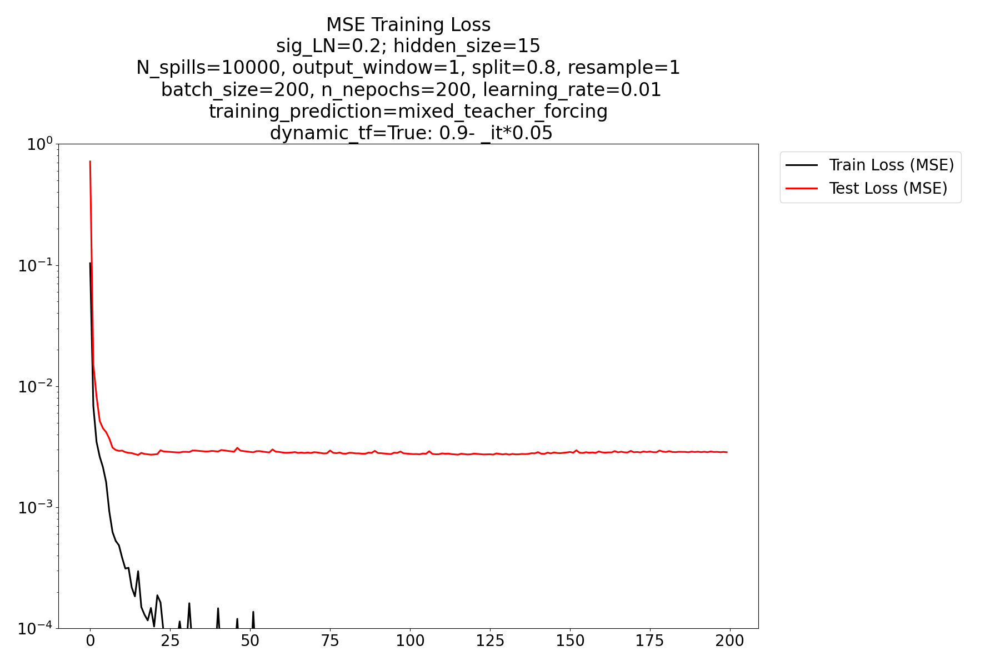 MSE Training Loss
sig_LN=0.2; hidden_size=15
N_spills=10000, output_window=1, split=0.8, resample=1
batch_size=200, n_nepochs=200, learning_rate=0.01
training_prediction=mixed_teacher_forcing
dynamic_tf=True: 0.9- _it*0.05
Train Loss (MSE)
Test Loss (MSE)
10⁰
10⁻¹
10⁻²
10⁻³
10⁻⁴
0 25 50 75 100 125 150 175 200